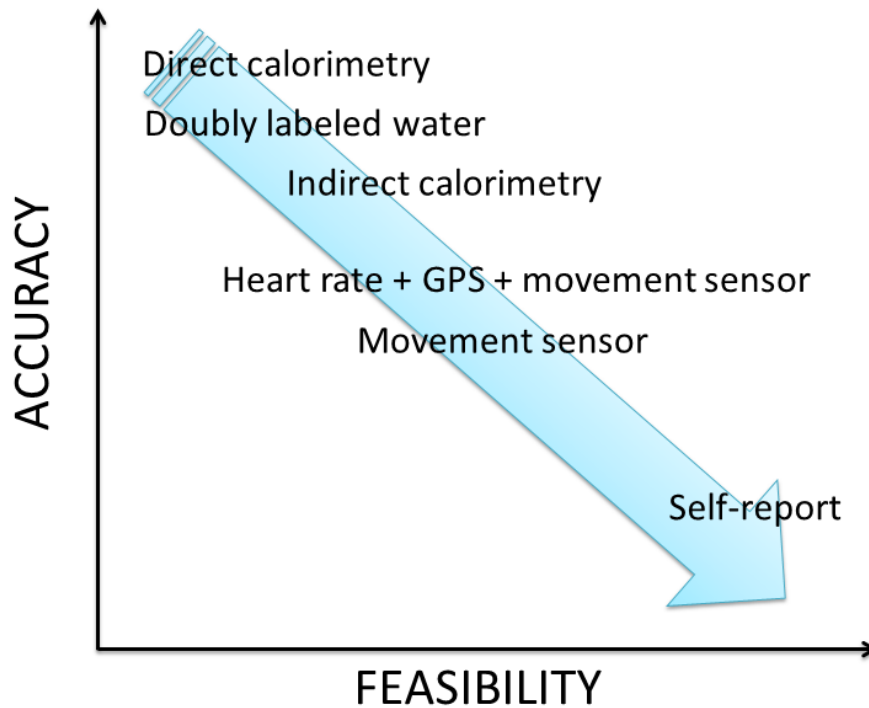 Direct calorimetry
Doubly labeled water
Indirect calorimetry
Heart rate + GPS + movement sensor
Movement sensor
Self-report
ACCURACY
FEASIBILITY